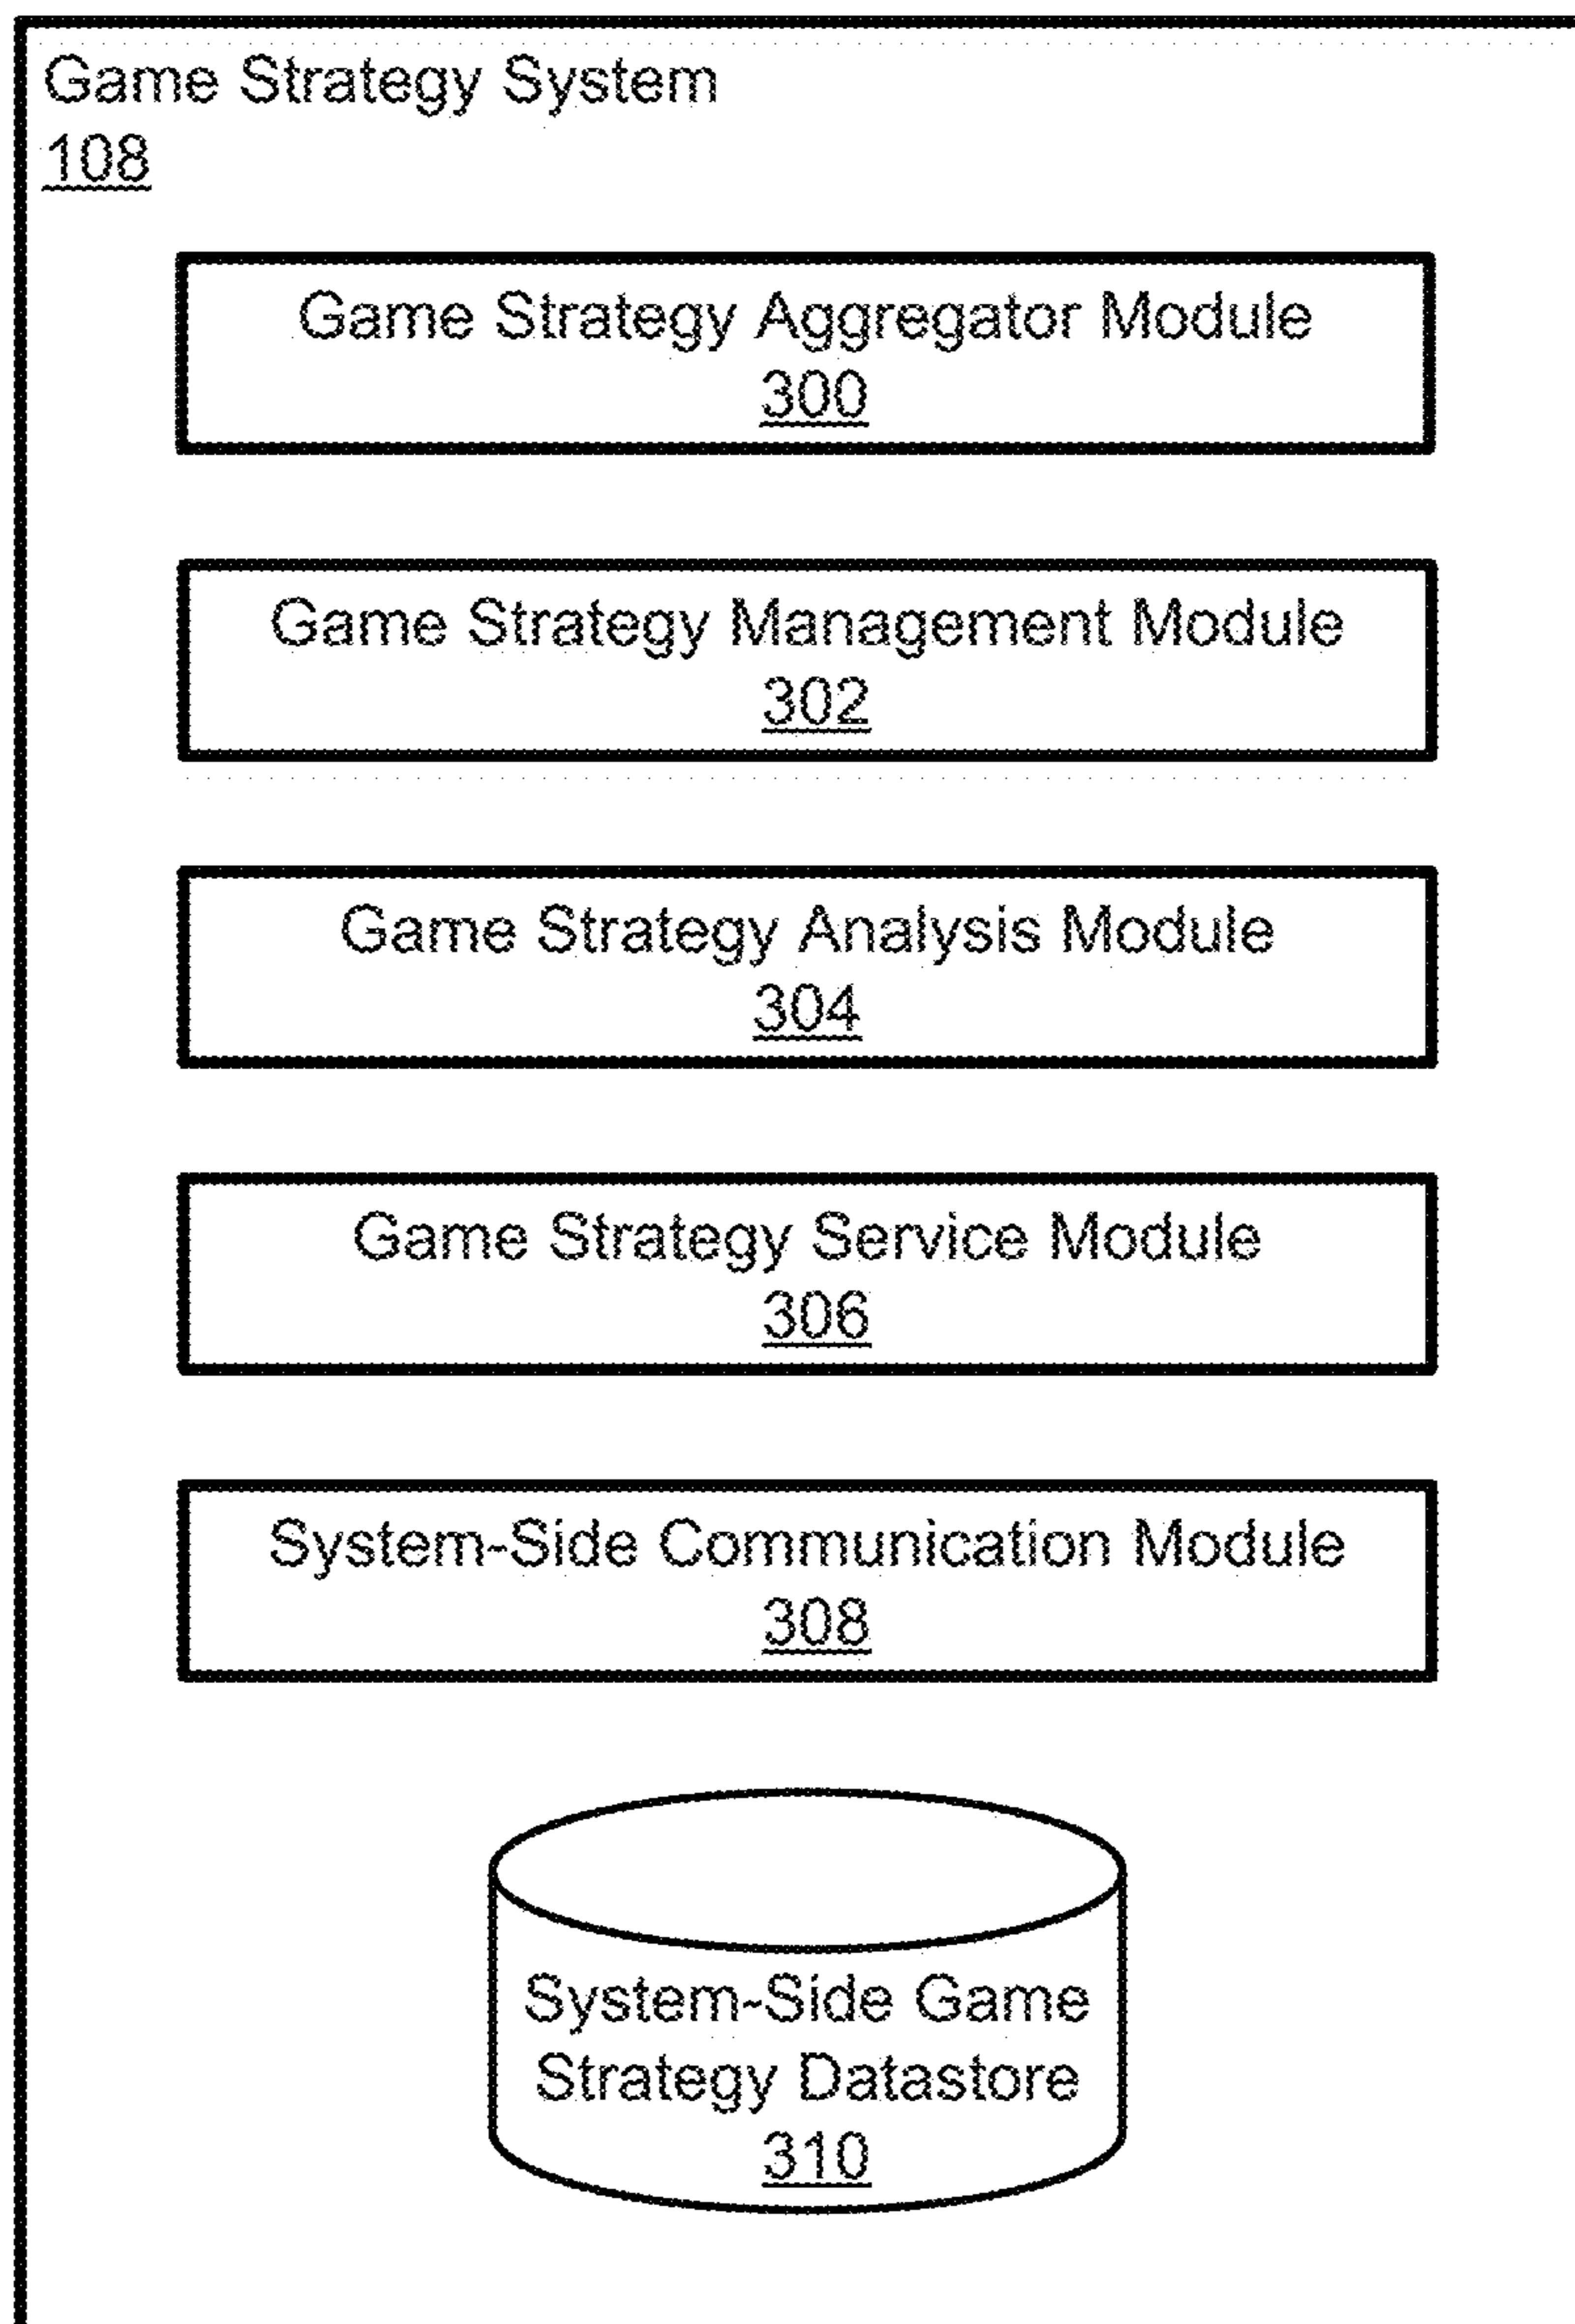 Game Strategy System
108
Game Strategy Aggregator Module
300
Game Strategy Management Module
302
Game Strategy Analysis Module
304
Game Strategy Service Module
306
System-Side Communication Module
308
System-Side Game
Strategy Datastore
310